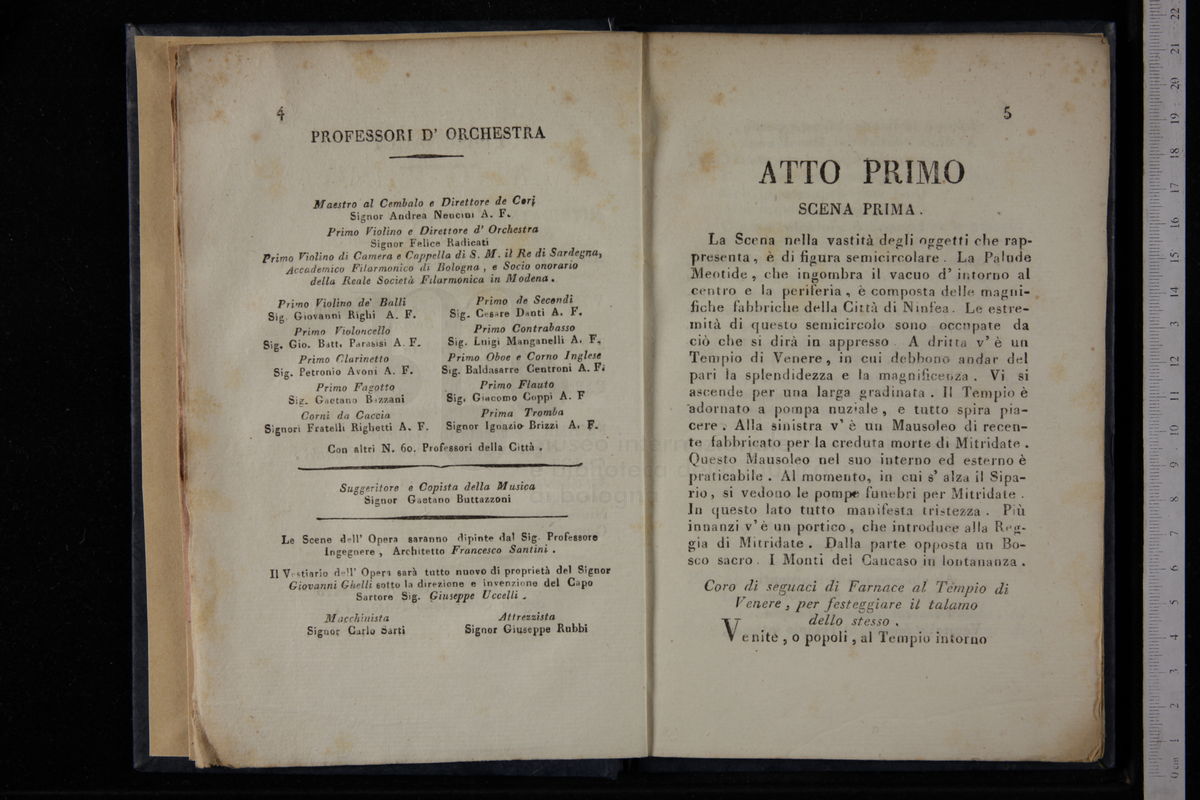 4
PROFESSORI D' ORCHESTRA
Maestro al Cembalo e Direttore de Cori
Signor Andrea Nencini A. F.
Primo Violino e Direttore d' Orchestra
Signor Felice Radicati
Primo Violino di Camera e Cappella di S. M. il Re di Sardegna,
Accademico Filarmonico di Bologna, e Socio onorario
della Reale Società Filarmonica in Modena.
Primo Violino de' Balli
Sig. Giovanni Righi A. F.
Primo Violoncello
Sig. Gio. Batt. Parasisi A. F.
Primo Clarinetto
Sig. Petronio Avoni A. F.
Primo Fagotto
Sig. Gaetano Bazzani
Corni da Caccia
Signori Fratelli Righetti A. F.
Primo de Secondi
Sig. Cesare Danti A. F.
Primo Contrabasso
Sig. Luigi Manganelli A. F.
Primo Oboe e Corno Inglese
Sig. Baldasarre Centroni A. F.
Primo Flauto
Sig. Giacomo Coppi A. F
Prima Tromba
Signor Ignazio Brizzi A. F.
Con altri N. 60. Professori della Città.
Suggeritore e Copista della Musica
Signor Gaetano Buttazzoni
Le Scene dell' Opera saranno dipinte dal Sig. Professore
Ingegnere, Architetto Francesco Santini.
Il Vestiario dell' Opera sarà tutto nuovo di proprietà del Signor
Giovanni Ghelli sotto la direzione e invenzione del Capo
Sartore Sig. Giuseppe Uccelli.
Macchinista
Signor Carlo Sarti
Attrezzista
Signor Giuseppe Rubbi
5
ATTO PRIMO
SCENA PRIMA.
La Scena nella vastità degli oggetti che rap-
presenta, è di figura semicircolare. La Palude
Meotide, che ingombra il vacuo d' intorno al
centro e la periferia, è composta delle magni-
fiche fabbriche della Città di Ninfea. Le estre-
mità di questo semicircolo sono occupate da
ciò che si dirà in appresso. A dritta v' è un
Tempio di Venere, in cui debbono andar del
pari la splendidezza e la magnificenza. Vi si
ascende per una larga gradinata. Il Tempio è
adornato a pompa nuziale, e tutto spira pia-
cere. Alla sinistra v' è un Mausoleo di recen-
te fabbricato per la creduta morte di Mitridate.
Questo Mausoleo nel suo interno ed esterno è
praticabile. Al momento, in cui s' alza il Sipa-
rio, si vedono le pompe funebri per Mitridate.
In questo lato tutto manifesta tristezza. Più
innanzi v' è un portico, che introduce alla Reg-
gia di Mitridate. Dalla parte opposta un Bo-
sco sacro. I Monti del Caucaso in lontananza.
Coro di seguaci di Farnace al Tempio di
Venere, per festeggiare il talamo
dello stesso.
Venite, o popoli, al Tempio intorno